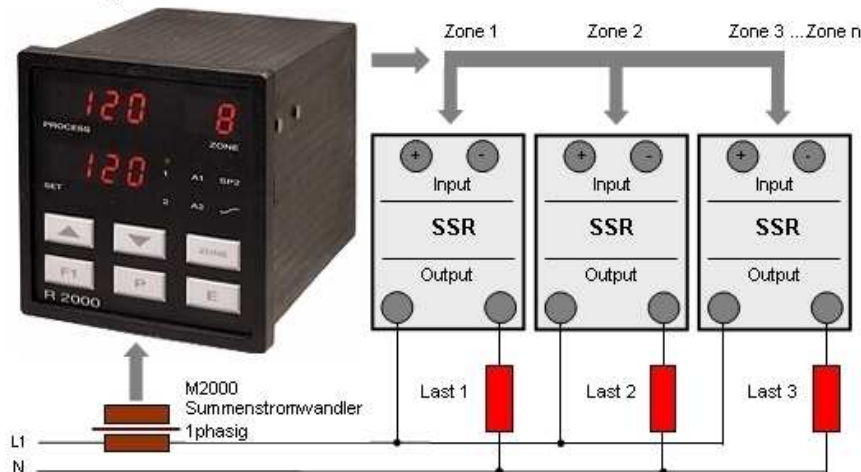 Zone 1 Zone 2 Zone 3 ...Zone n
120 8
PROCESS ZONE
120 1 A1 SP2
SET 2 A2
ZONE
F1 P E
R 2000
+ - + - + -
Input Input Input
SSR SSR SSR
Output Output Output
M2000
Summenstromwandler
1phasig
Last 1 Last 2 Last 3
L1
N